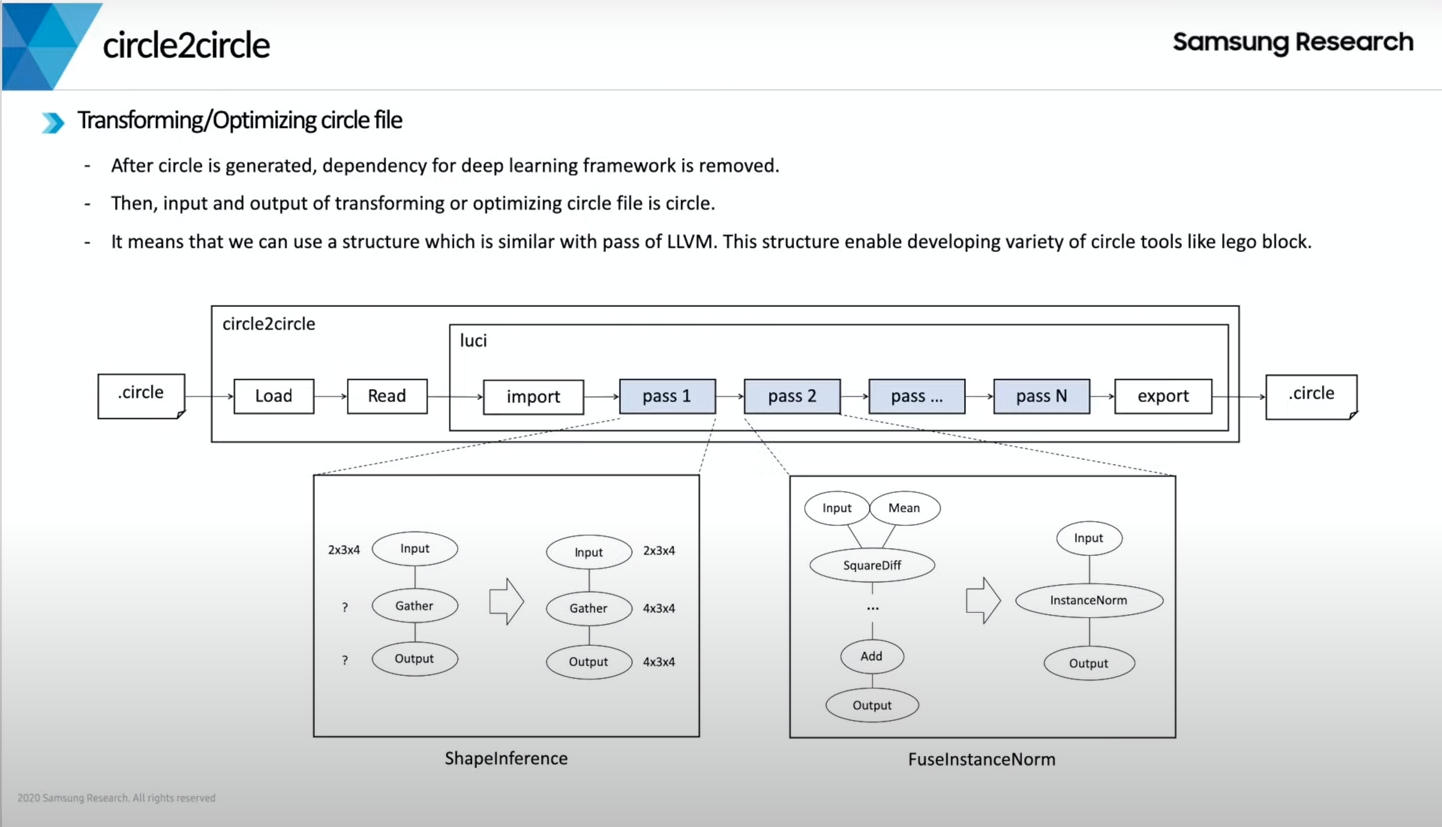 circle2circle
Samsung Research
Transforming/Optimizing circle file
- After circle is generated, dependency for deep learning framework is removed.
- Then, input and output of transforming or optimizing circle file is circle.
- It means that we can use a structure which is similar with pass of LLVM. This structure enable developing variety of circle tools like lego block.
circle2circle
luci
.circle
Load
Read
import
pass 1
pass 2
pass ...
pass N
export
.circle
2x3x4
Input
?
Gather
?
Output
Input
2x3x4
Gather
4x3x4
Output
4x3x4
ShapeInference
Input
Mean
SquareDiff
...
Add
Output
Input
InstanceNorm
Output
FuseInstanceNorm
2020 Samsung Research. All rights reserved